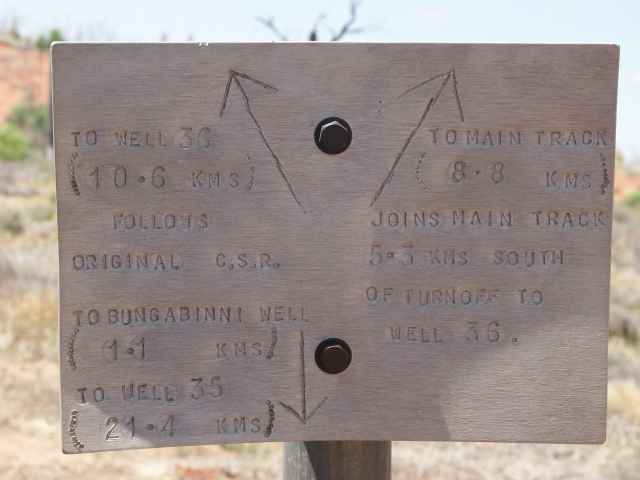 TO WELL 36
(10.6 KMS)
FOLLOWS
ORIGINAL C.S.R.
TO BUNGABINNI WELL
(1.1 KMS)
TO WELL 35
(21.4 KMS)
TO MAIN TRACK
(8.8 KMS)
JOINS MAIN TRACK
5.5 KMS SOUTH
OF TURNOFF TO
WELL 36.